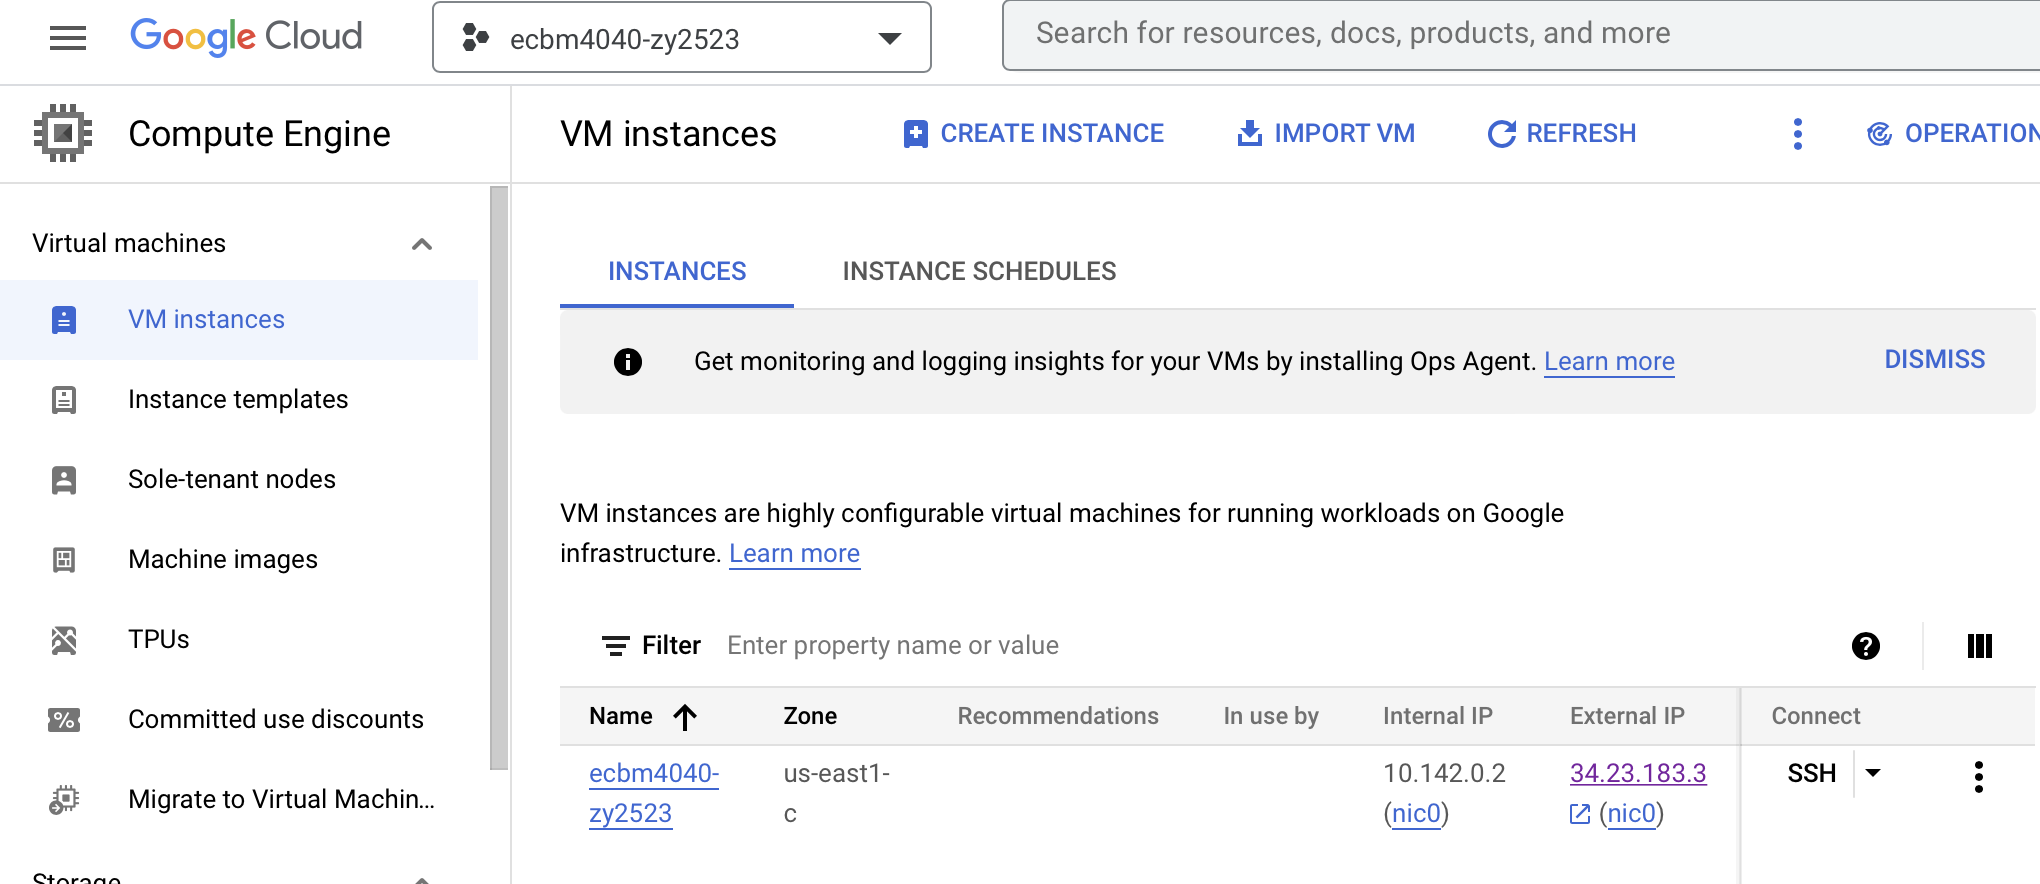 Google Cloud
ecbm4040-zy2523
Search for resources, docs, products, and more
Compute Engine
VM instances
CREATE INSTANCE
IMPORT VM
REFRESH
OPERATION
Virtual machines
VM instances
Instance templates
Sole-tenant nodes
Machine images
TPUs
Committed use discounts
Migrate to Virtual Machin...
Storage
INSTANCES
INSTANCE SCHEDULES
Get monitoring and logging insights for your VMs by installing Ops Agent. Learn more
DISMISS
VM instances are highly configurable virtual machines for running workloads on Google
infrastructure. Learn more
Filter Enter property name or value
Name Zone Recommendations In use by Internal IP External IP Connect
ecbm4040- us-east1- 10.142.0.2 34.23.183.3 SSH
zy2523 c (nic0) (nic0)